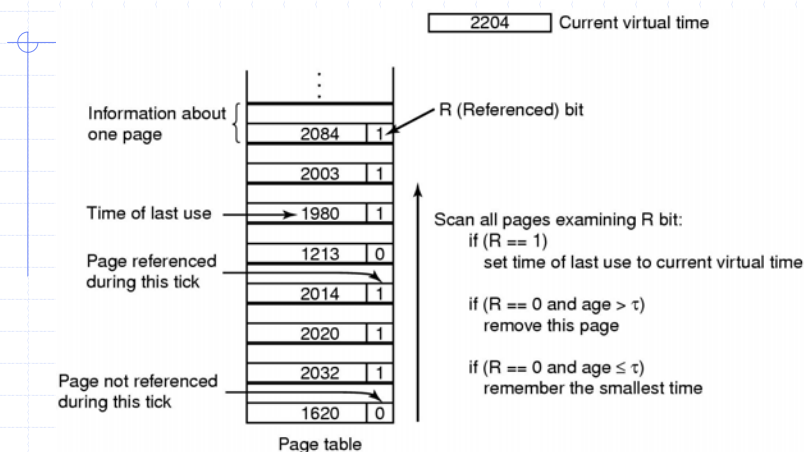 2204 Current virtual time
Information about
one page
R (Referenced) bit
2084 1
2003 1
Time of last use
1980 1
Scan all pages examining R bit:
if (R == 1)
set time of last use to current virtual time
1213 0
Page referenced
during this tick
2014 1
if (R == 0 and age > τ)
remove this page
2020 1
if (R == 0 and age ≤ τ)
remember the smallest time
2032 1
Page not referenced
during this tick
1620 0
Page table